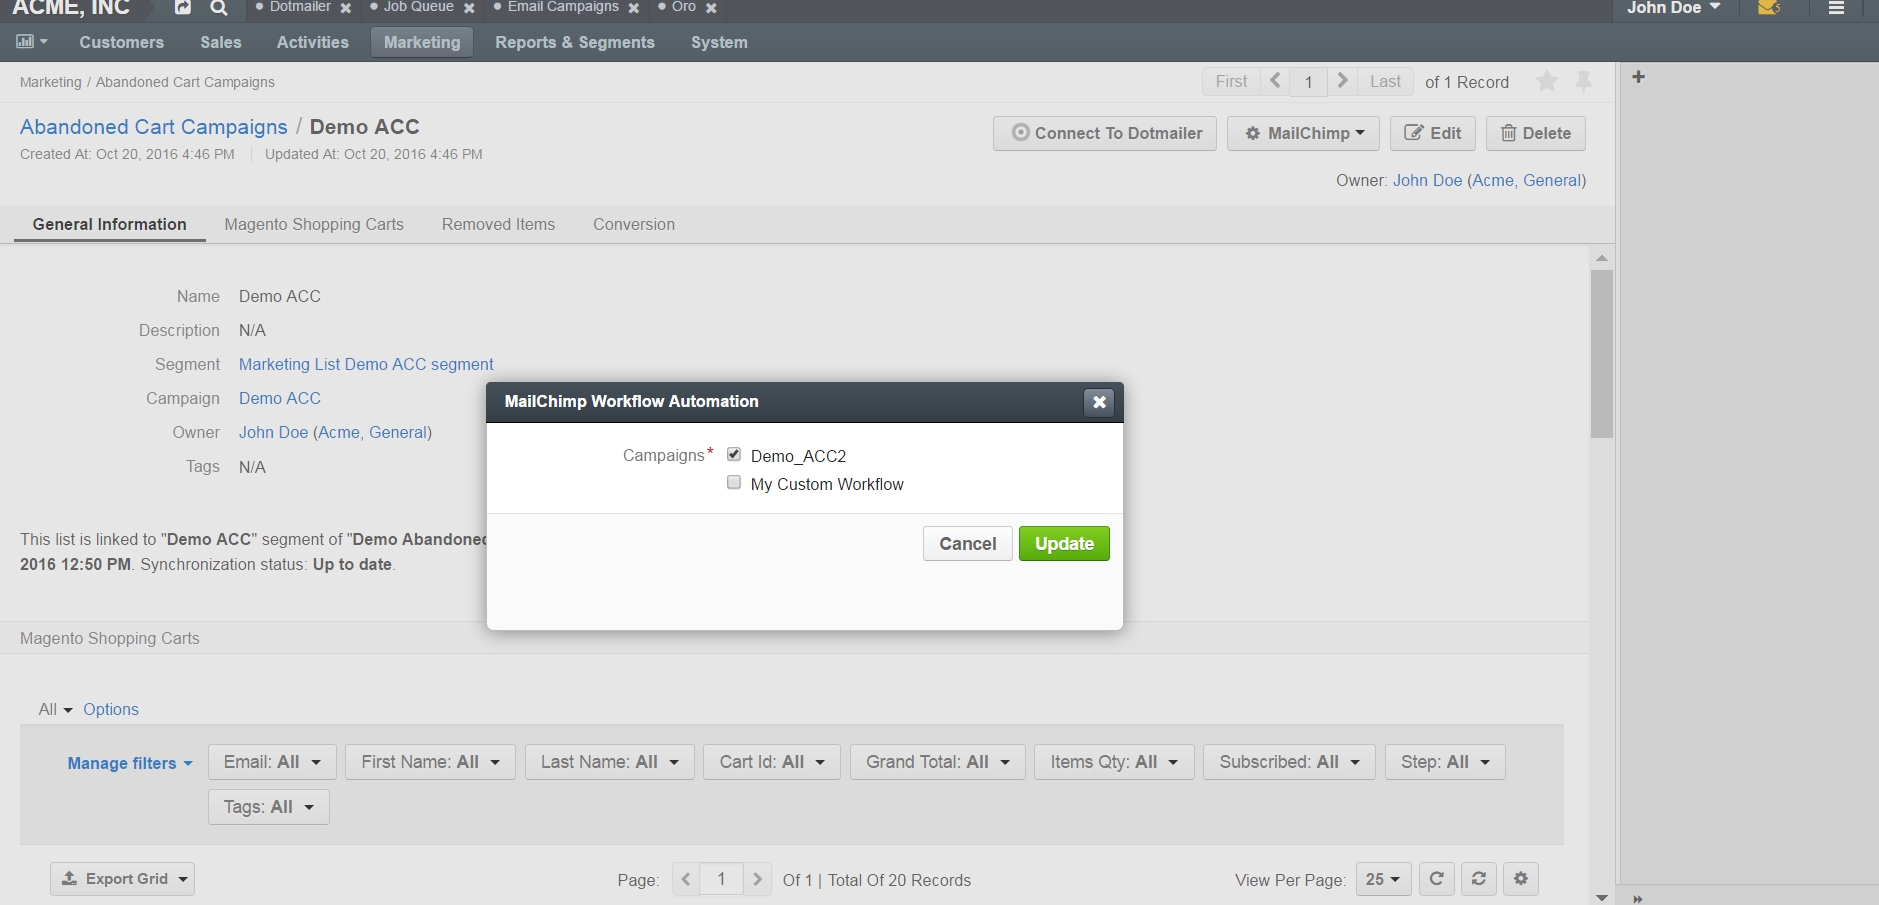 ACME, INC
Dotmailer
Job Queue
Email Campaigns
Oro
John Doe
5
Customers
Sales
Activities
Marketing
Reports & Segments
System
Marketing / Abandoned Cart Campaigns
First
1
Last
of 1 Record
Abandoned Cart Campaigns / Demo ACC
Connect To Dotmailer
MailChimp
Edit
Delete
Created At: Oct 20, 2016 4:46 PM
Updated At: Oct 20, 2016 4:46 PM
Owner: John Doe (Acme, General)
General Information
Magento Shopping Carts
Removed Items
Conversion
Name Demo ACC
Description N/A
Segment Marketing List Demo ACC segment
Campaign Demo ACC
Owner John Doe (Acme, General)
Tags N/A
MailChimp Workflow Automation
Campaigns* Demo_ACC2
My Custom Workflow
Cancel
Update
This list is linked to "Demo ACC" segment of "Demo Abandoned
2016 12:50 PM. Synchronization status: Up to date.
Magento Shopping Carts
All Options
Manage filters
Email: All
First Name: All
Last Name: All
Cart Id: All
Grand Total: All
Items Qty: All
Subscribed: All
Step: All
Tags: All
Export Grid
Page: 1 Of 1 | Total Of 20 Records
View Per Page: 25